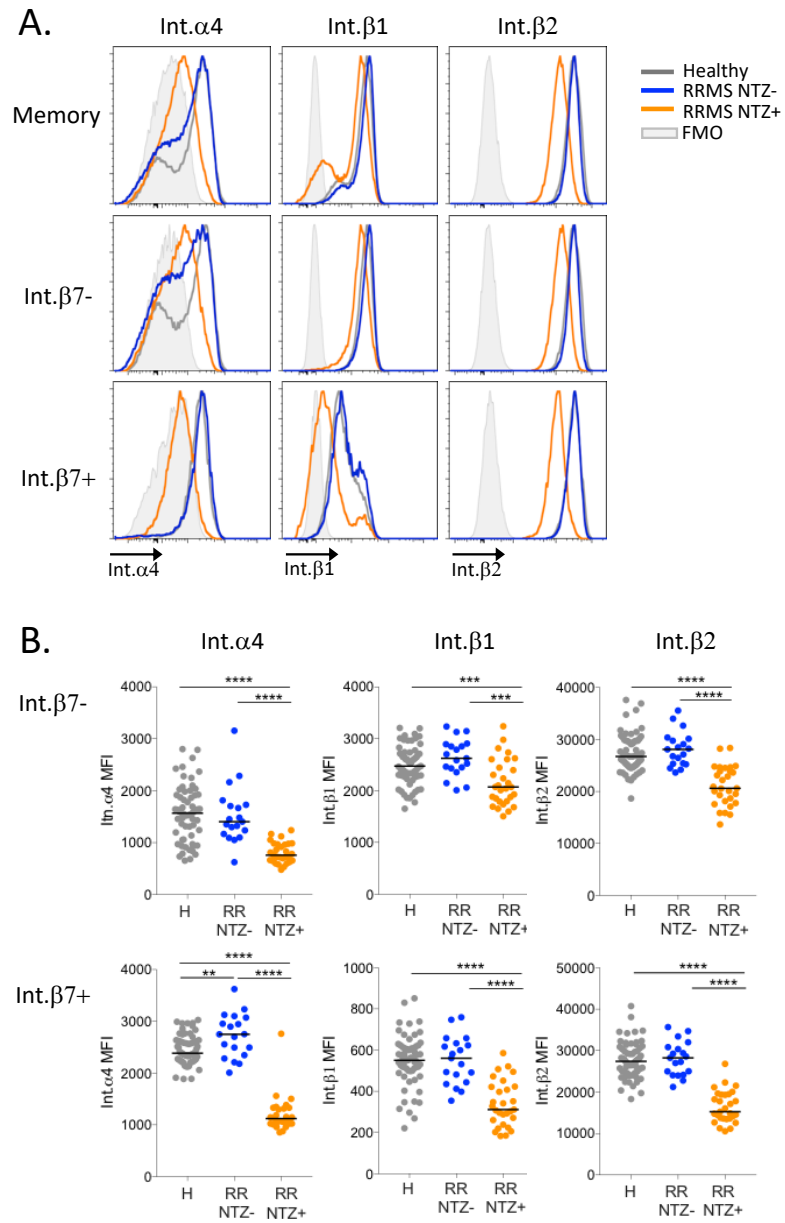 A.
Int.α4 Int.β1 Int.β2
Healthy
RRMS NTZ-
RRMS NTZ+
FMO
Memory
Int.β7-
Int.β7+
Int.α4 Int.β1 Int.β2
B.
Int.α4 Int.β1 Int.β2
Int.β7-
**** **** *** *** **** ****
4000 3000 2000 1000 0
Itn.α4 MFI
H RR NTZ- RR NTZ+
4000 3000 2000 1000 0
Int.β1 MFI
H RR NTZ- RR NTZ+
40000 30000 20000 10000 0
Int.β2 MFI
H RR NTZ- RR NTZ+
Int.β7+
**** ** **** **** **** **** ****
4000 3000 2000 1000 0
Int.α4 MFI
H RR NTZ- RR NTZ+
1000 800 600 400 200 0
Int.β1 MFI
H RR NTZ- RR NTZ+
50000 40000 30000 20000 10000 0
Int.β2 MFI
H RR NTZ- RR NTZ+